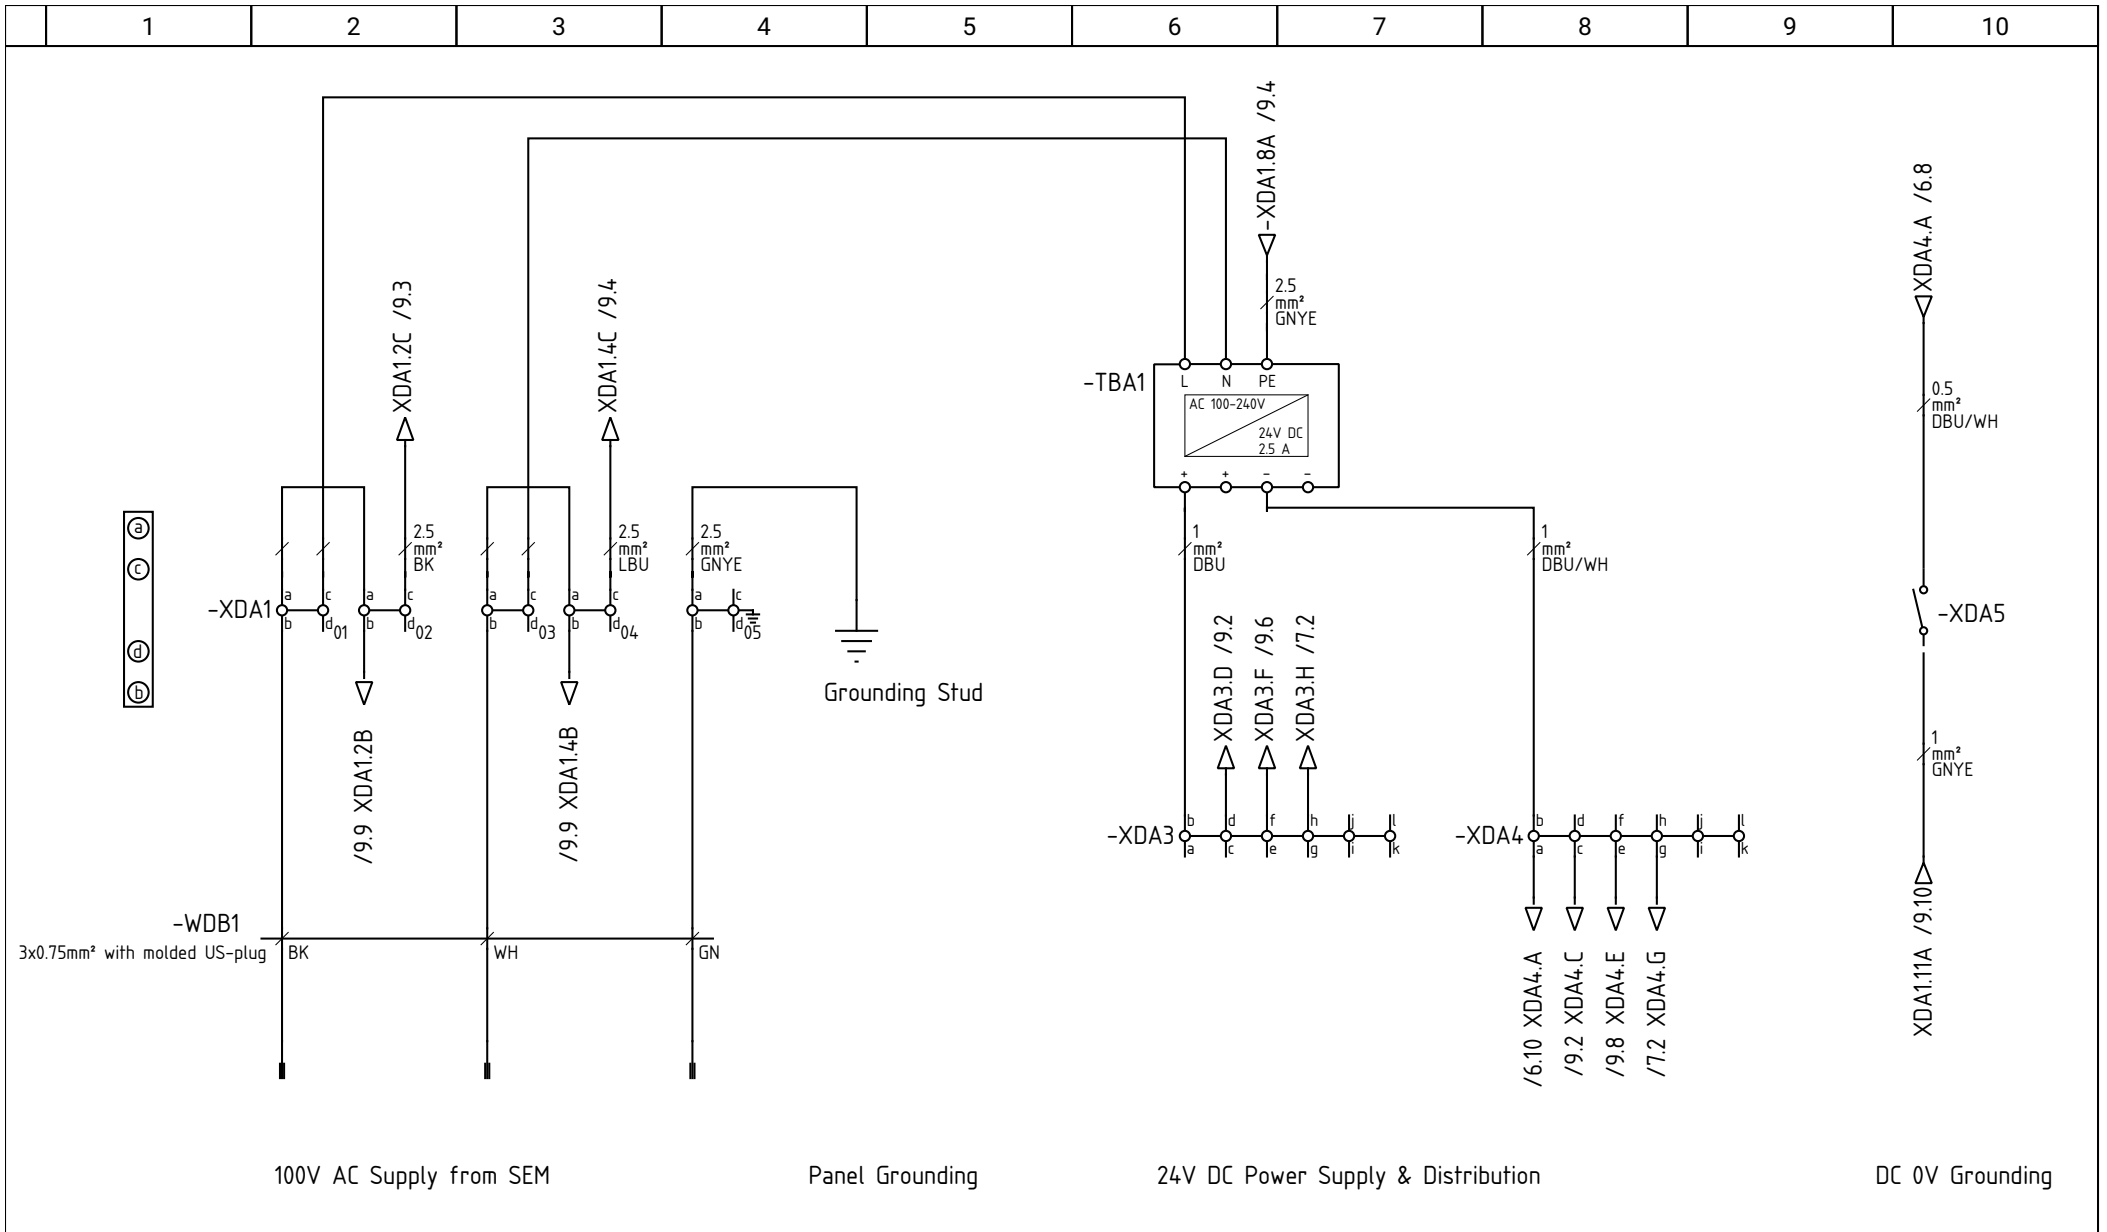 1 2 3 4 5 6 7 8 9 10
-XDA1.8A /9.4
XDA4.A /6.8
XDA1.2C /9.3
XDA1.4C /9.4
2.5
mm²
GNYE
-TBA1
L N PE
AC 100-240V
24V DC
2.5 A
+ + - -
0.5
mm²
DBU/WH
a
c
d
b
2.5
mm²
BK
2.5
mm²
LBU
2.5
mm²
GNYE
1
mm²
DBU
1
mm²
DBU/WH
-XDA1
a c a c a c a c a c
b d 01 b d 02 b d 03 b d 04 b d 05
-XDA5
Grounding Stud
XDA3.D /9.2
XDA3.F /9.6
XDA3.H /7.2
/9.9 XDA1.2B
/9.9 XDA1.4B
1
mm²
GNYE
-XDA3
b d f h j l
a c e g i k
-XDA4
b d f h j l
a c e g i k
-WDB1
3x0.75mm² with molded US-plug
BK
WH
GN
/6.10 XDA4.A
/9.2 XDA4.C
/9.8 XDA4.E
/7.2 XDA4.G
XDA1.11A /9.10
100V AC Supply from SEM
Panel Grounding
24V DC Power Supply & Distribution
DC 0V Grounding